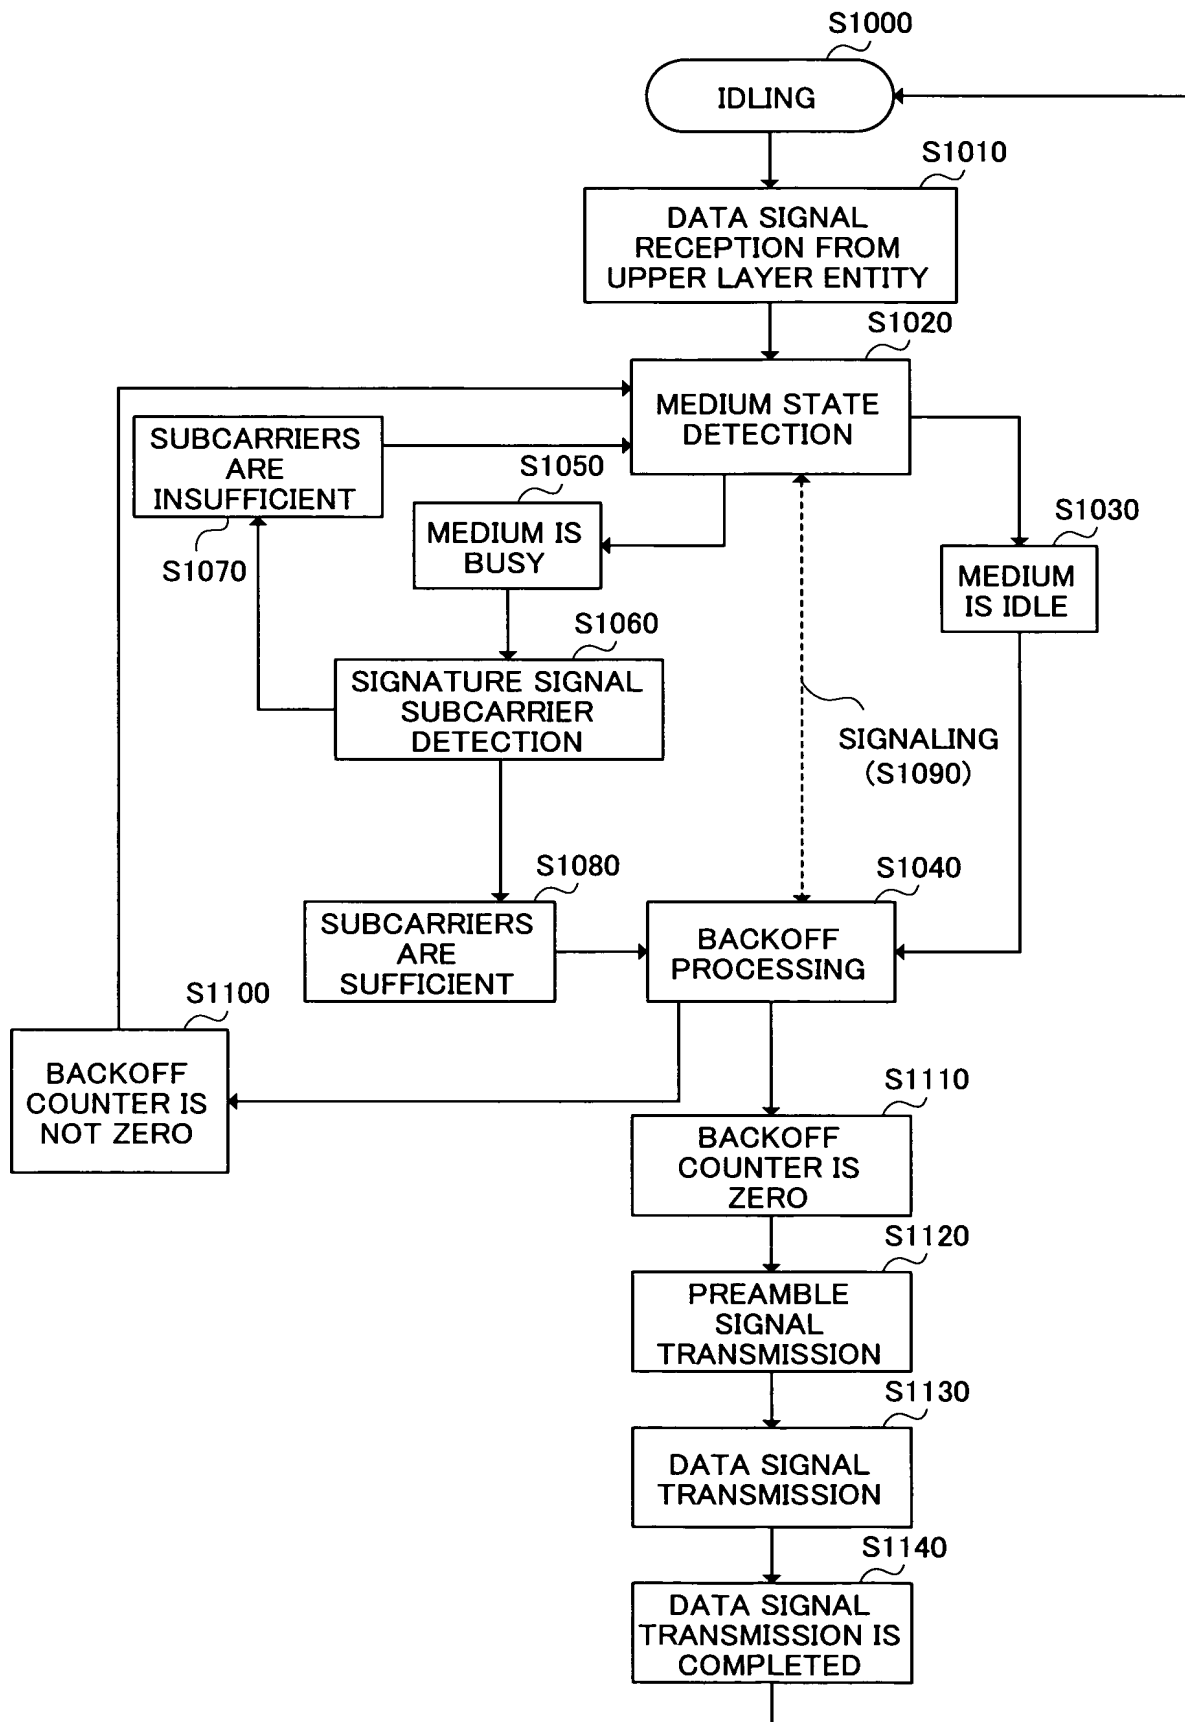 S1000
IDLING
S1010
DATA SIGNAL
RECEPTION FROM
UPPER LAYER ENTITY
S1020
MEDIUM STATE
DETECTION
SUBCARRIERS
ARE
INSUFFICIENT
S1070
S1050
MEDIUM IS
BUSY
S1030
MEDIUM
IS IDLE
S1060
SIGNATURE SIGNAL
SUBCARRIER
DETECTION
SIGNALING
(S1090)
S1080
SUBCARRIERS
ARE
SUFFICIENT
S1040
BACKOFF
PROCESSING
S1100
BACKOFF
COUNTER IS
NOT ZERO
S1110
BACKOFF
COUNTER IS
ZERO
S1120
PREAMBLE
SIGNAL
TRANSMISSION
S1130
DATA SIGNAL
TRANSMISSION
S1140
DATA SIGNAL
TRANSMISSION IS
COMPLETED